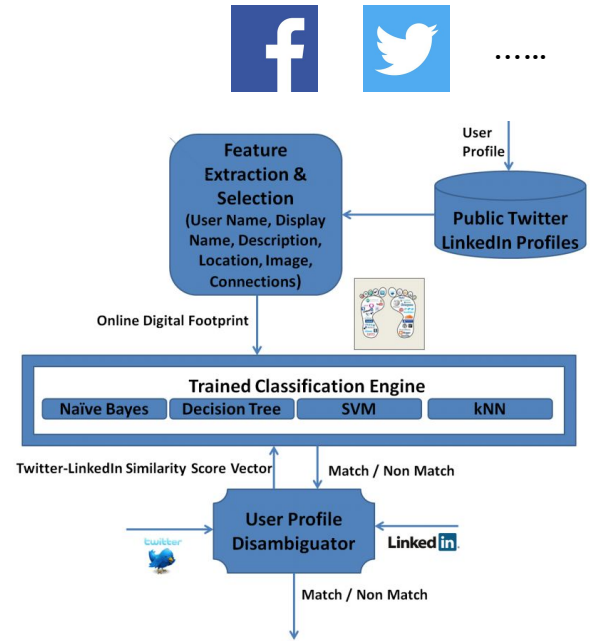 f
......
User
Profile
Feature
Extraction &
Selection
(User Name, Display
Name, Description,
Location, Image,
Connections)
Public Twitter
LinkedIn Profiles
Online Digital Footprint
Trained Classification Engine
Naïve Bayes
Decision Tree
SVM
kNN
Twitter-LinkedIn Similarity Score Vector
Match / Non Match
User Profile
Disambiguator
twitter
Linked in.
Match / Non Match